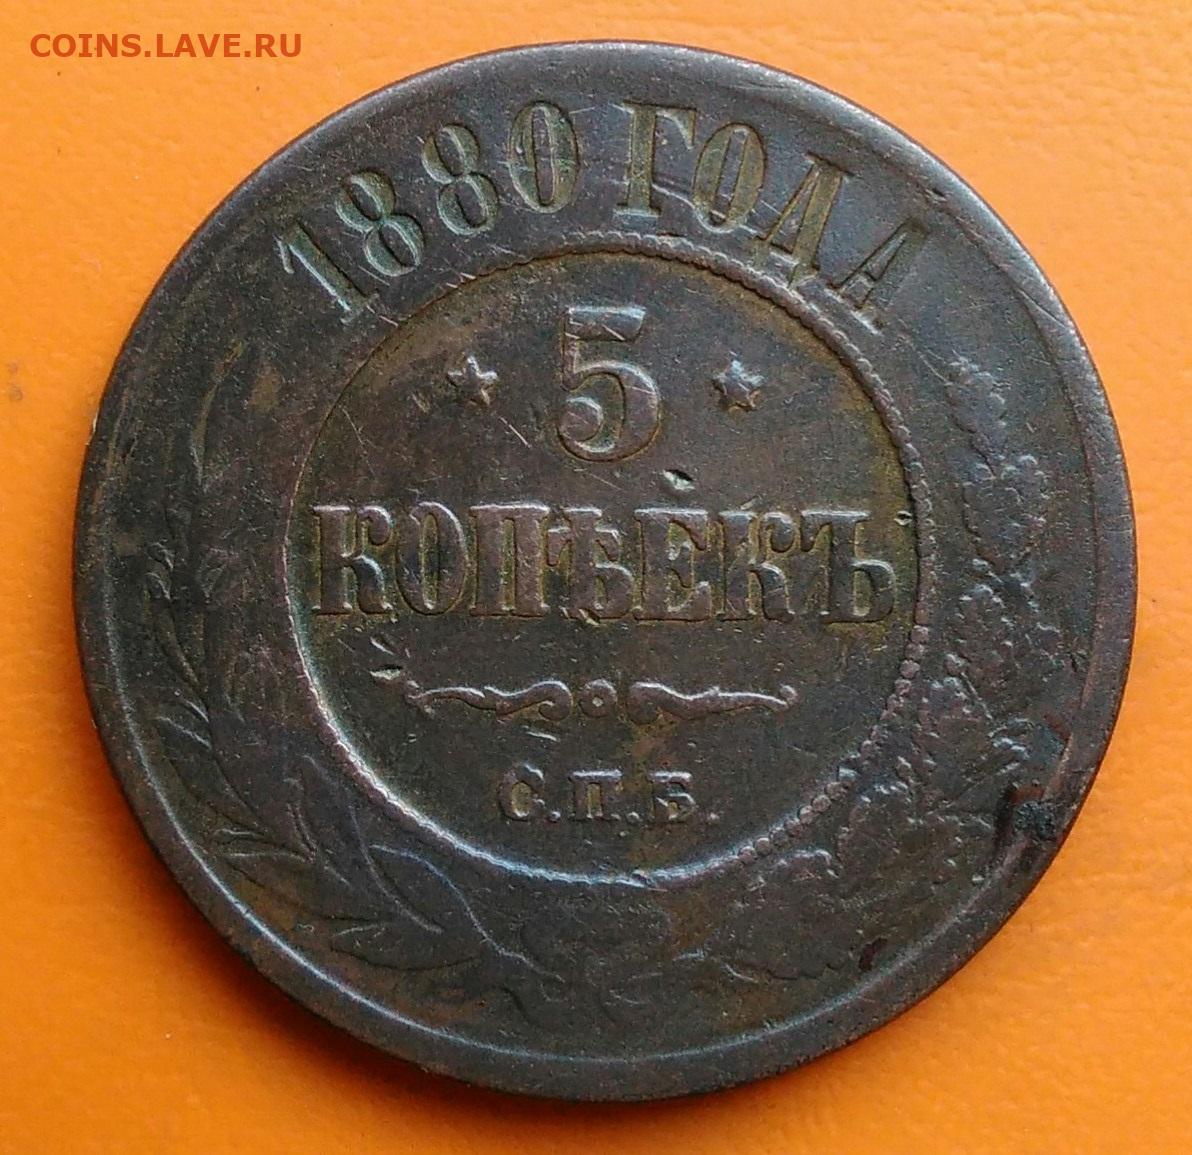 COINS.LAVE.RU
1880 ГОДА
5
КОПѢЕКЪ
С.П.Б.